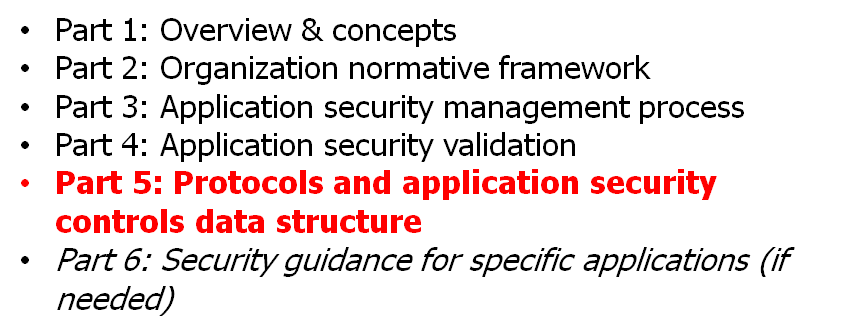 • Part 1: Overview & concepts
• Part 2: Organization normative framework
• Part 3: Application security management process
• Part 4: Application security validation
• Part 5: Protocols and application security
controls data structure
• Part 6: Security guidance for specific applications (if
needed)